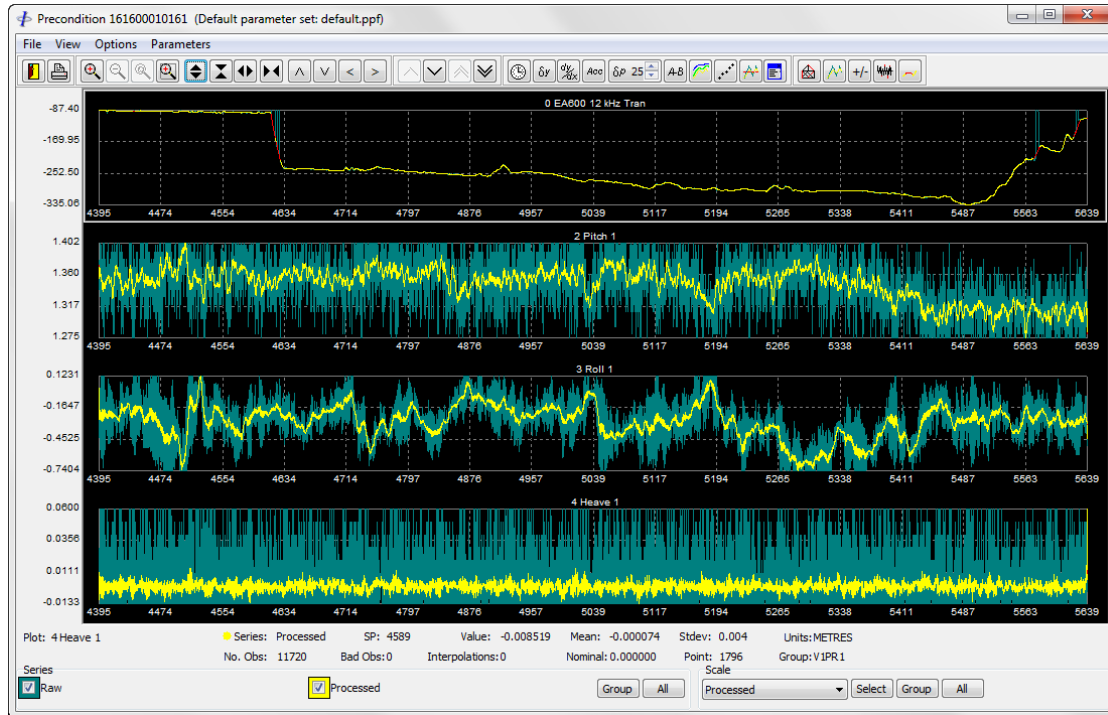 Precondition 161600010161 (Default parameter set: default.ppf)
File View Options Parameters
δy dy/dx Acc δp 25 A-B +/-
0 EA600 12 kHz Tran
-87.40
-169.95
-252.50
-335.06
4395 4474 4554 4634 4714 4797 4876 4957 5039 5117 5194 5265 5338 5411 5487 5563 5639
2 Pitch 1
1.402
1.360
1.317
1.275
4395 4474 4554 4634 4714 4797 4876 4957 5039 5117 5194 5265 5338 5411 5487 5563 5639
3 Roll 1
0.1231
-0.1647
-0.4525
-0.7404
4395 4474 4554 4634 4714 4797 4876 4957 5039 5117 5194 5265 5338 5411 5487 5563 5639
4 Heave 1
0.0600
0.0356
0.0111
-0.0133
4395 4474 4554 4634 4714 4797 4876 4957 5039 5117 5194 5265 5338 5411 5487 5563 5639
Plot: 4 Heave 1 Series: Processed SP: 4589 Value: -0.008519 Mean: -0.000074 Stdev: 0.004 Units: METRES
No. Obs: 11720 Bad Obs: 0 Interpolations: 0 Nominal: 0.000000 Point: 1796 Group: V1PR1
Series Scale
Raw Processed Group All Processed Select Group All